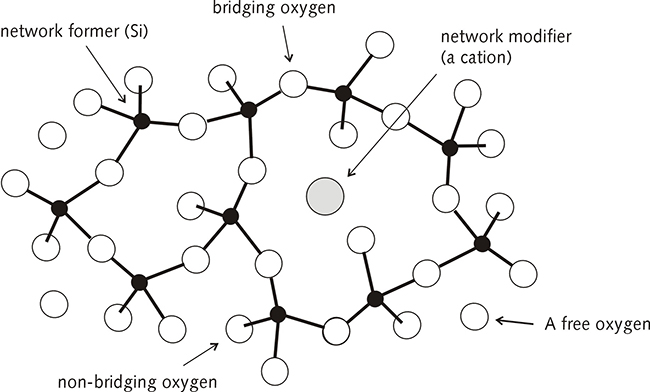 bridging oxygen
network former (Si)
network modifier
(a cation)
A free oxygen
non-bridging oxygen